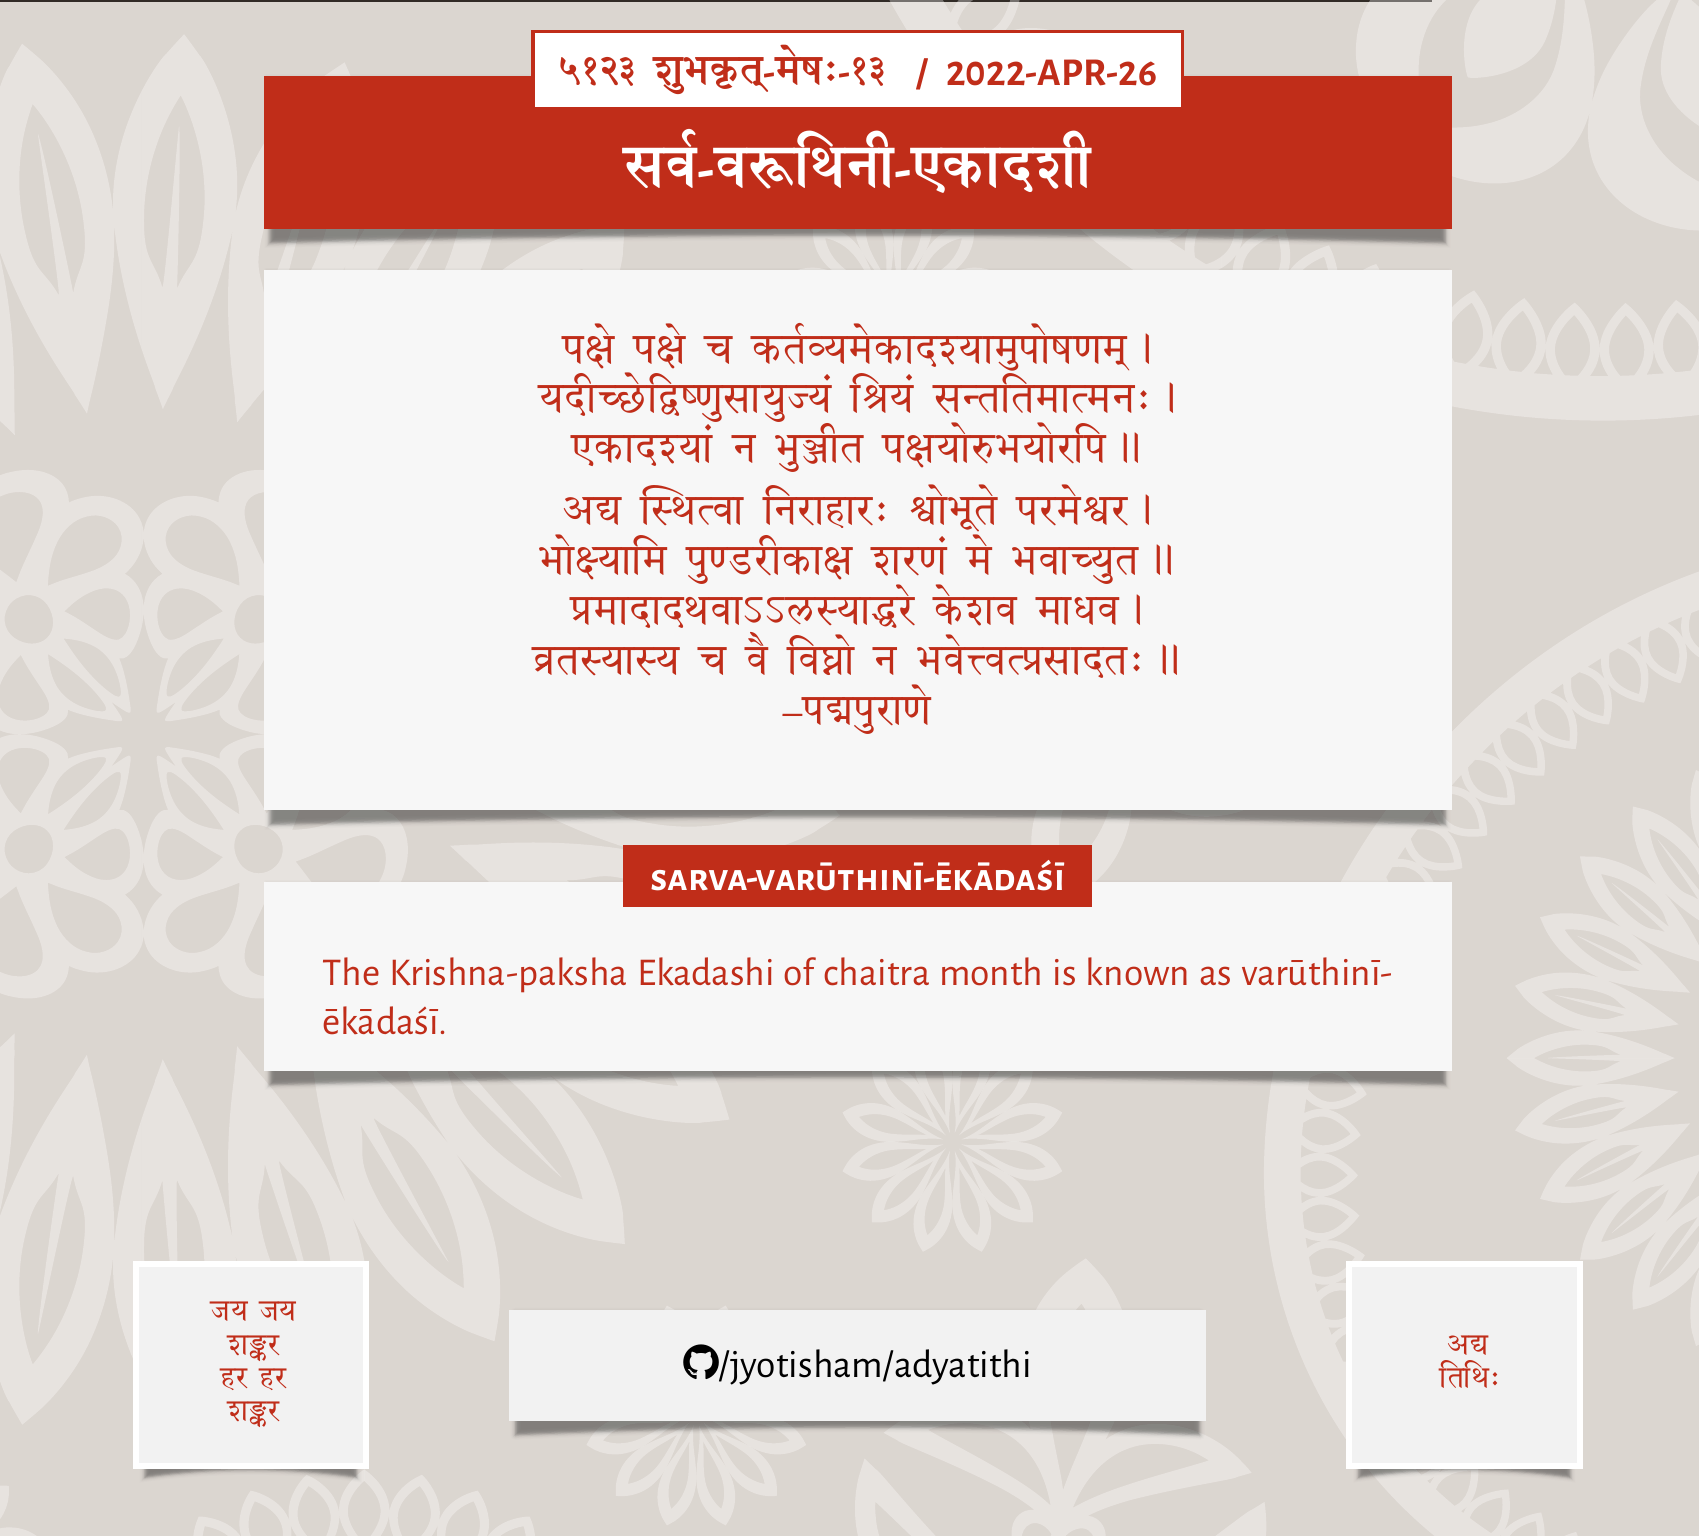 ५१२३ शुभकृत्-मेषः-१३ / 2022-APR-26
सर्व-वरूथिनी-एकादशी
पक्षे पक्षे च कर्तव्यमेकादश्यामुपोषणम्।
यदीच्छेद्विष्णुसायुज्यं श्रियं सन्ततिमात्मनः।
एकादश्यां न भुञ्जीत पक्षयोरुभयोरपि॥
अद्य स्थित्वा निराहारः श्वोभूते परमेश्वर।
भोक्ष्यामि पुण्डरीकाक्ष शरणं मे भवाच्युत॥
प्रमादादथवाऽऽलस्याद्धरे केशव माधव।
व्रतस्यास्य च वै विघ्नो न भवेत्त्वत्प्रसादतः॥
–पद्मपुराणे
SARVA-VARŪTHINĪ-ĒKĀDAŚĪ
The Krishna-paksha Ekadashi of chaitra month is known as varūthinī-
ēkādaśī.
जय जय
शङ्कर
हर हर
शङ्कर
/jyotisham/adyatithi
अद्य
तिथिः